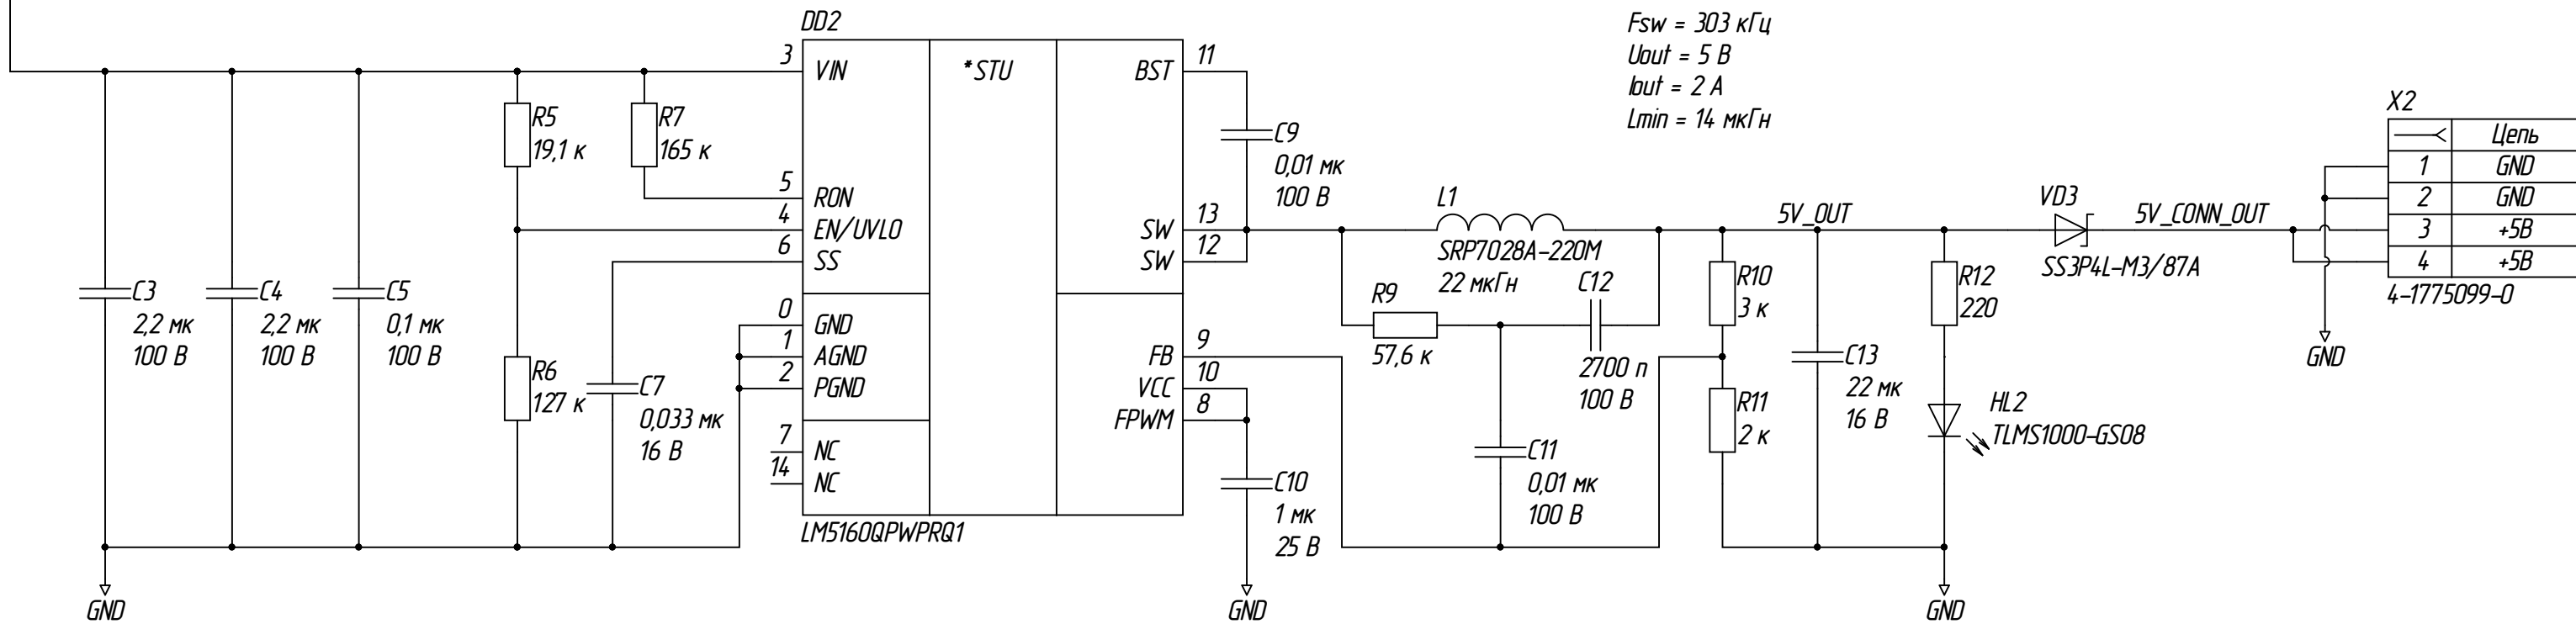 DD2
3 VIN
*STU
BST 11
5 RON
4 EN/UVLO
6 SS
SW 13
SW 12
0 GND
1 AGND
2 PGND
7 NC
14 NC
FB 9
VCC 10
FPWM 8
LM5160QPWPRQ1
C3
2,2 мк
100 В
C4
2,2 мк
100 В
C5
0,1 мк
100 В
R5
19,1 к
R6
127 к
R7
165 к
C7
0,033 мк
16 В
GND
C9
0,01 мк
100 В
C10
1 мк
25 В
GND
L1
SRP7028A-220M
22 мкГн
R9
57,6 к
C12
2700 п
100 В
C11
0,01 мк
100 В
Fsw = 303 кГц
Uout = 5 В
Iout = 2 А
Lmin = 14 мкГн
5V_OUT
R10
3 к
R11
2 к
C13
22 мк
16 В
R12
220
HL2
TLMS1000-GS08
GND
VD3
SS3P4L-M3/87A
5V_CONN_OUT
X2
Цепь
1 GND
2 GND
3 +5В
4 +5В
4-1775099-0
GND